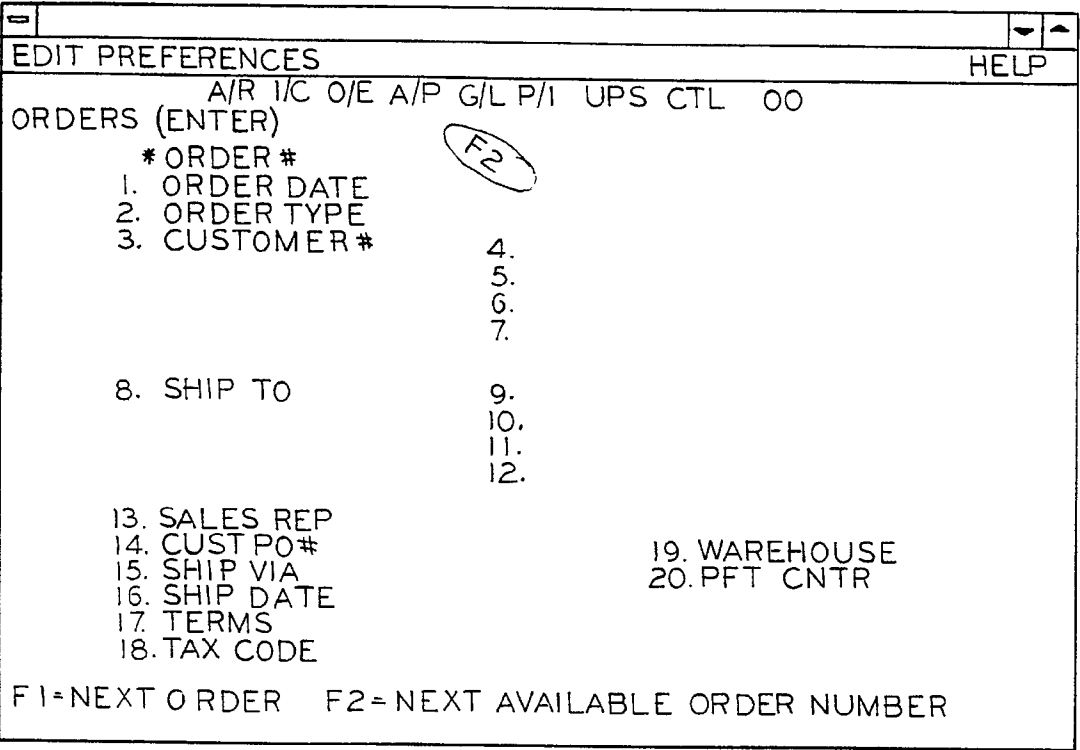 EDIT PREFERENCES HELP
A/R I/C O/E A/P G/L P/I UPS CTL OO
ORDERS (ENTER)
* ORDER # F2
1. ORDER DATE
2. ORDER TYPE
3. CUSTOMER # 4.
5.
6.
7.
8. SHIP TO 9.
10.
11.
12.
13. SALES REP
14. CUST PO#
15. SHIP VIA
16. SHIP DATE
17. TERMS
18. TAX CODE
19. WAREHOUSE
20. PFT CNTR
F1=NEXT ORDER F2=NEXT AVAILABLE ORDER NUMBER